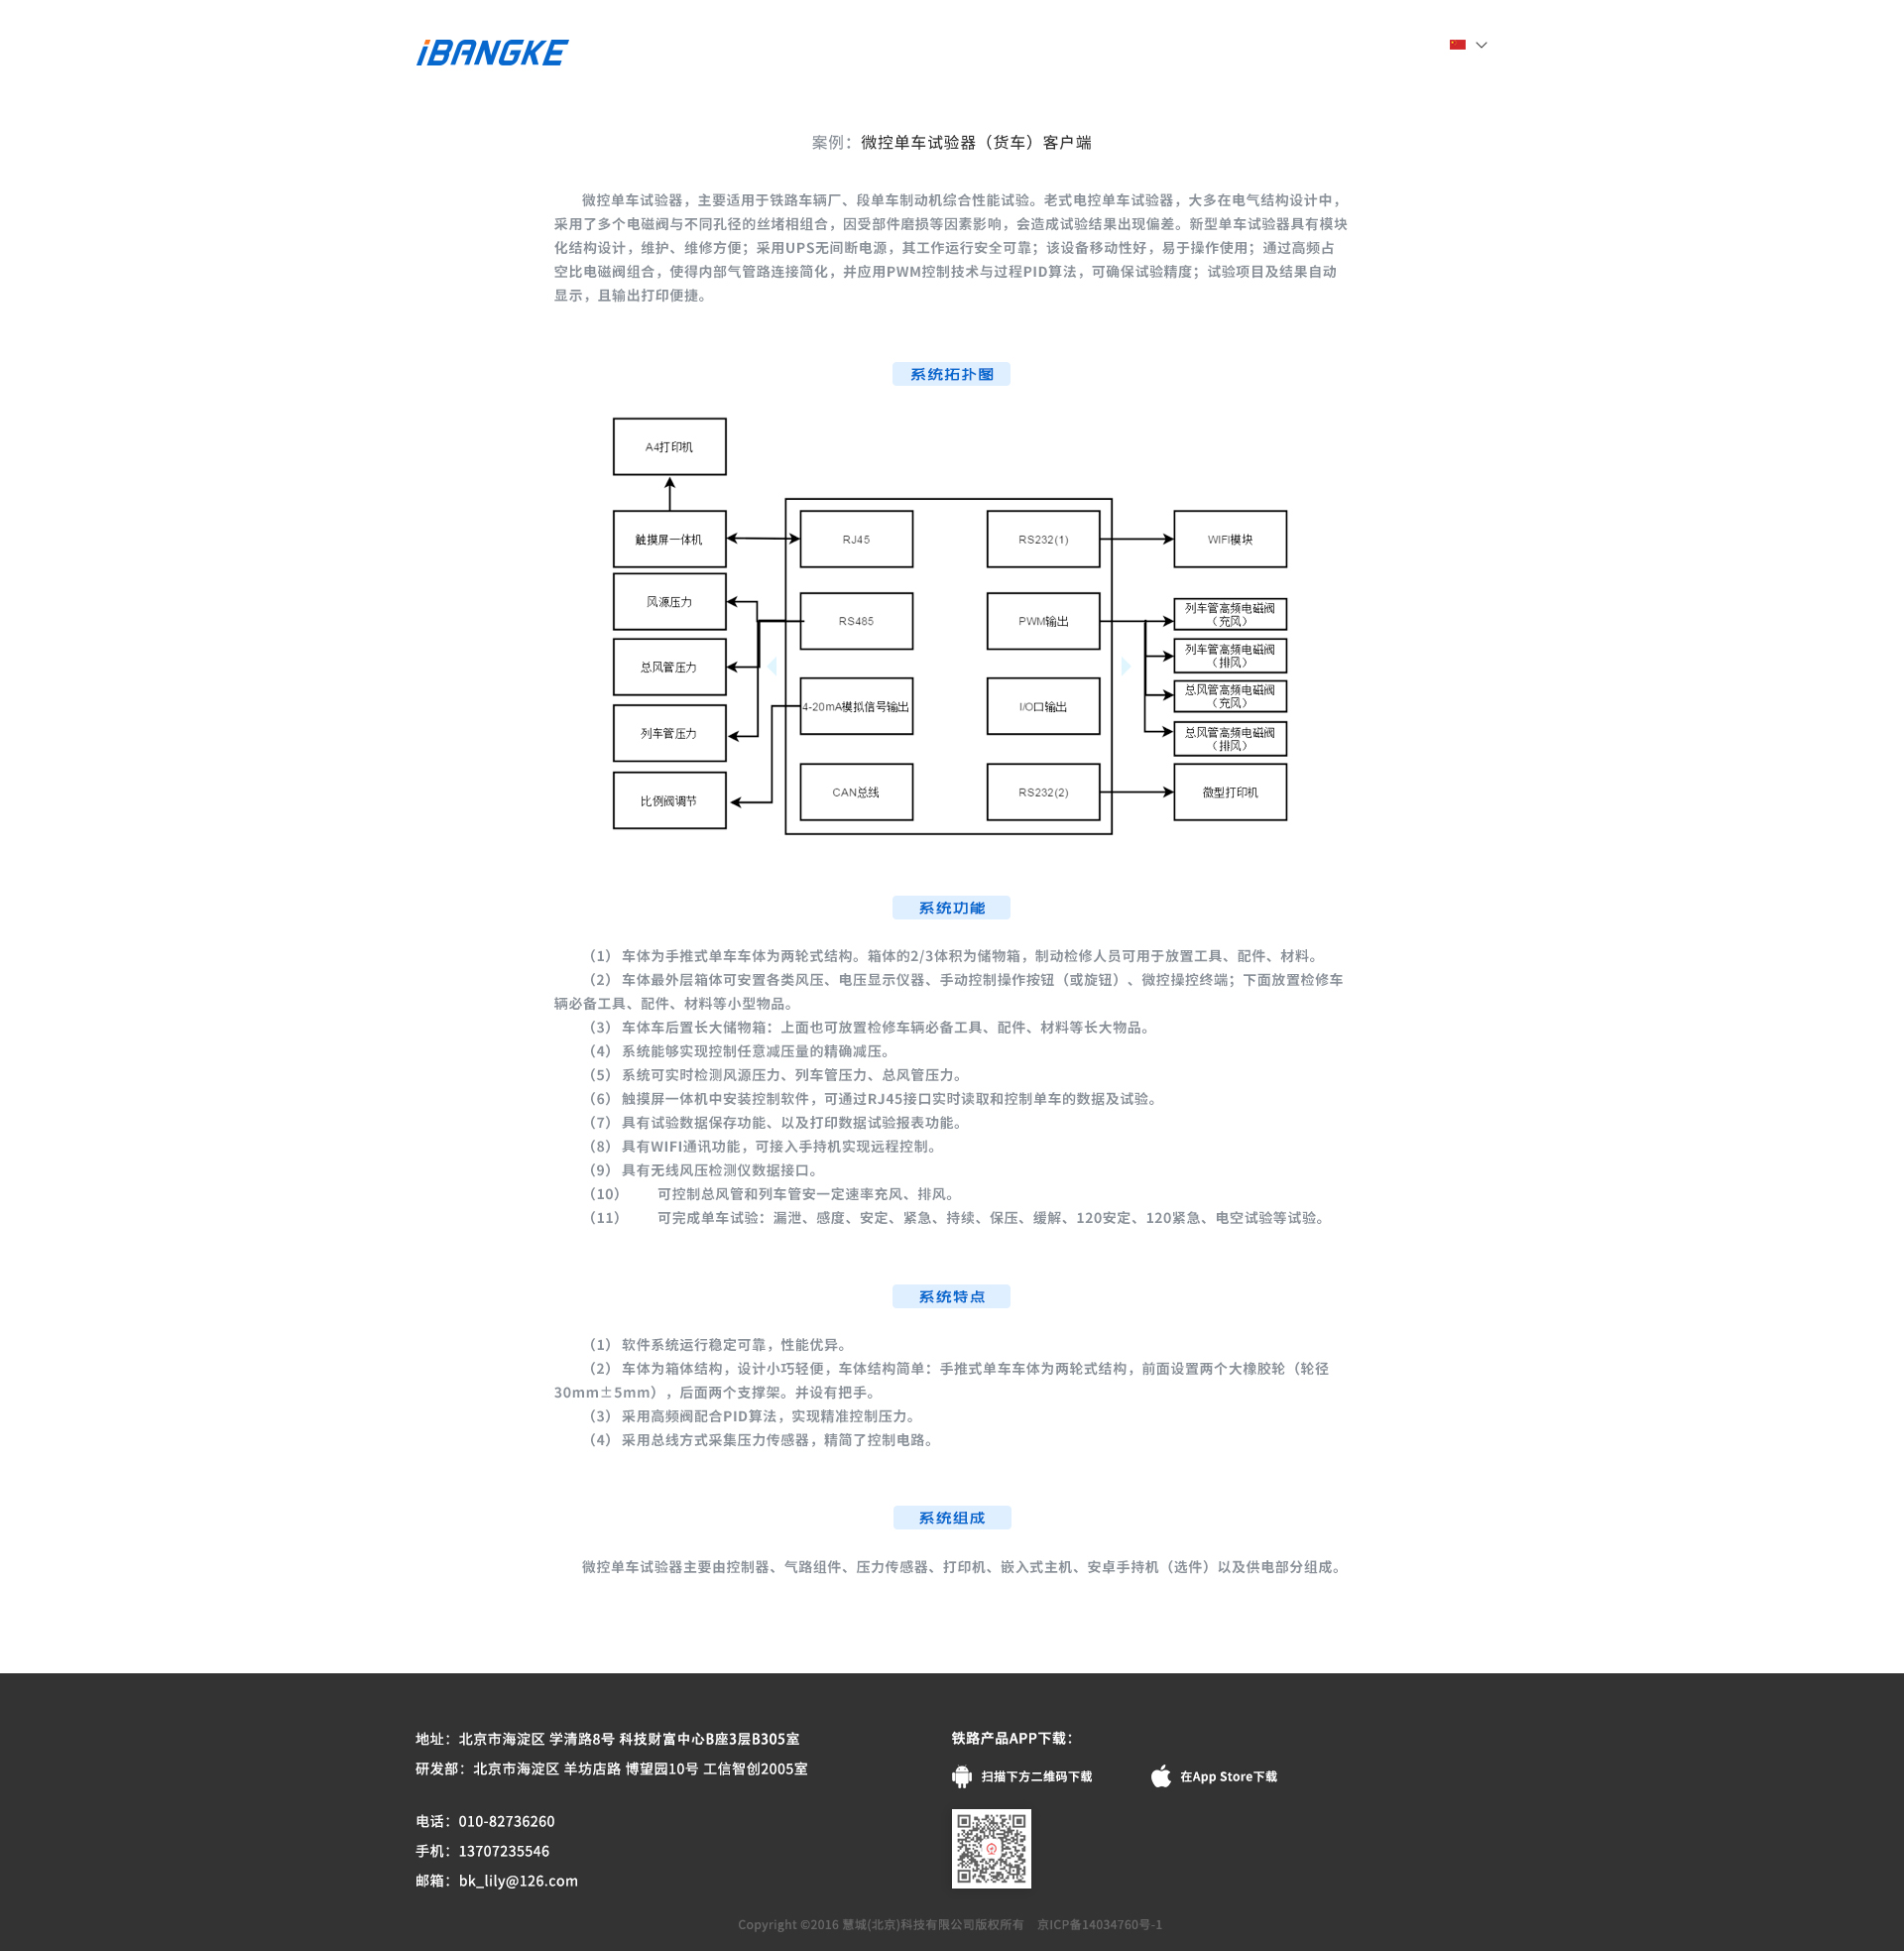 iBANGKE
案例：微控单车试验器（货车）客户端
微控单车试验器，主要适用于铁路车辆厂、段单车制动机综合性能试验。老式电控单车试验器，大多在电气结构设计中，
采用了多个电磁阀与不同孔径的丝堵相组合，因受部件磨损等因素影响，会造成试验结果出现偏差。新型单车试验器具有模块
化结构设计，维护、维修方便；采用UPS无间断电源，其工作运行安全可靠；该设备移动性好，易于操作使用；通过高频占
空比电磁阀组合，使得内部气管路连接简化，并应用PWM控制技术与过程PID算法，可确保试验精度；试验项目及结果自动
显示，且输出打印便捷。
系统拓扑图
A4打印机
触摸屏一体机
RJ45
RS232(1)
WIFI模块
风源压力
RS485
PWM输出
列车管高频电磁阀
（充风）
总风管压力
列车管高频电磁阀
（排风）
总风管高频电磁阀
（充风）
列车管压力
4-20mA模拟信号输出
I/O口输出
总风管高频电磁阀
（排风）
比例阀调节
CAN总线
RS232(2)
微型打印机
系统功能
（1） 车体为手推式单车车体为两轮式结构。箱体的2/3体积为储物箱，制动检修人员可用于放置工具、配件、材料。
（2） 车体最外层箱体可安置各类风压、电压显示仪器、手动控制操作按钮（或旋钮）、微控操控终端；下面放置检修车
辆必备工具、配件、材料等小型物品。
（3） 车体车后置长大储物箱：上面也可放置检修车辆必备工具、配件、材料等长大物品。
（4） 系统能够实现控制任意减压量的精确减压。
（5） 系统可实时检测风源压力、列车管压力、总风管压力。
（6） 触摸屏一体机中安装控制软件，可通过RJ45接口实时读取和控制单车的数据及试验。
（7） 具有试验数据保存功能、以及打印数据试验报表功能。
（8） 具有WIFI通讯功能，可接入手持机实现远程控制。
（9） 具有无线风压检测仪数据接口。
（10） 可控制总风管和列车管安一定速率充风、排风。
（11） 可完成单车试验：漏泄、感度、安定、紧急、持续、保压、缓解、120安定、120紧急、电空试验等试验。
系统特点
（1） 软件系统运行稳定可靠，性能优异。
（2） 车体为箱体结构，设计小巧轻便，车体结构简单：手推式单车车体为两轮式结构，前面设置两个大橡胶轮（轮径
30mm±5mm），后面两个支撑架。并设有把手。
（3） 采用高频阀配合PID算法，实现精准控制压力。
（4） 采用总线方式采集压力传感器，精简了控制电路。
系统组成
微控单车试验器主要由控制器、气路组件、压力传感器、打印机、嵌入式主机、安卓手持机（选件）以及供电部分组成。
地址：北京市海淀区 学清路8号 科技财富中心B座3层B305室
研发部：北京市海淀区 羊坊店路 博望园10号 工信智创2005室
电话：010-82736260
手机：13707235546
邮箱：bk_lily@126.com
铁路产品APP下载：
扫描下方二维码下载
在App Store下载
Copyright ©2016 慧城(北京)科技有限公司版权所有 京ICP备14034760号-1